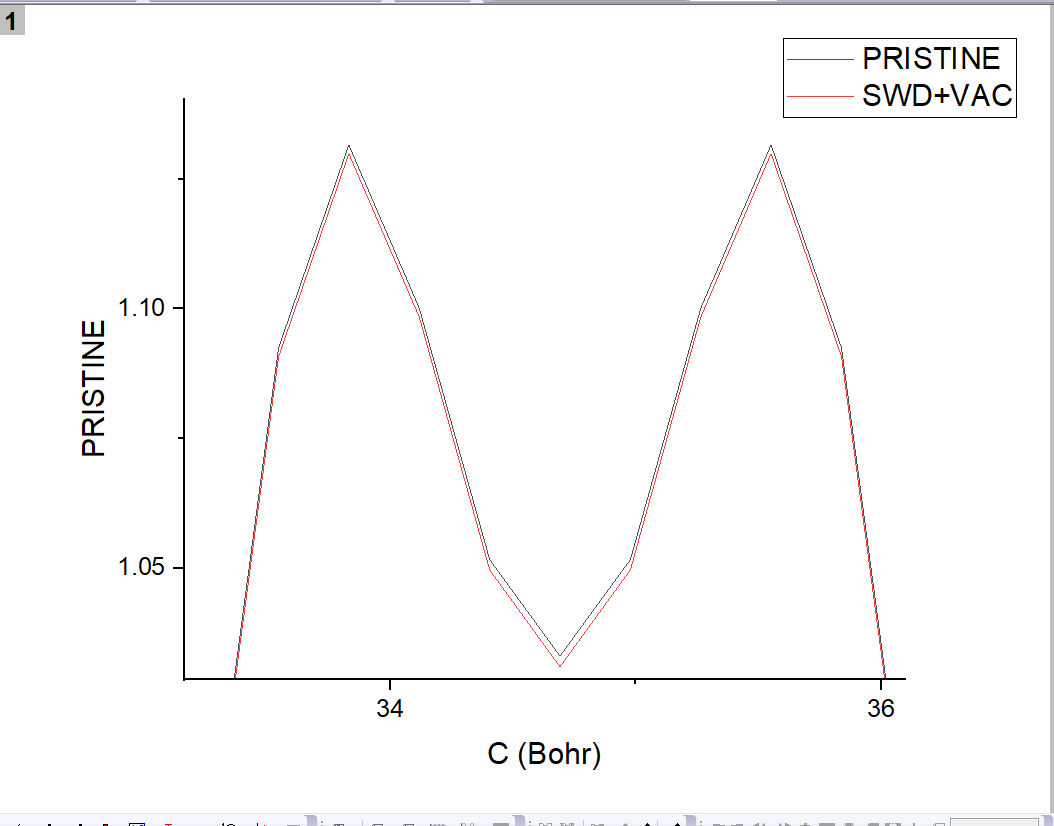 1
PRISTINE
SWD+VAC
1.10
PRISTINE
1.05
34
36
C (Bohr)